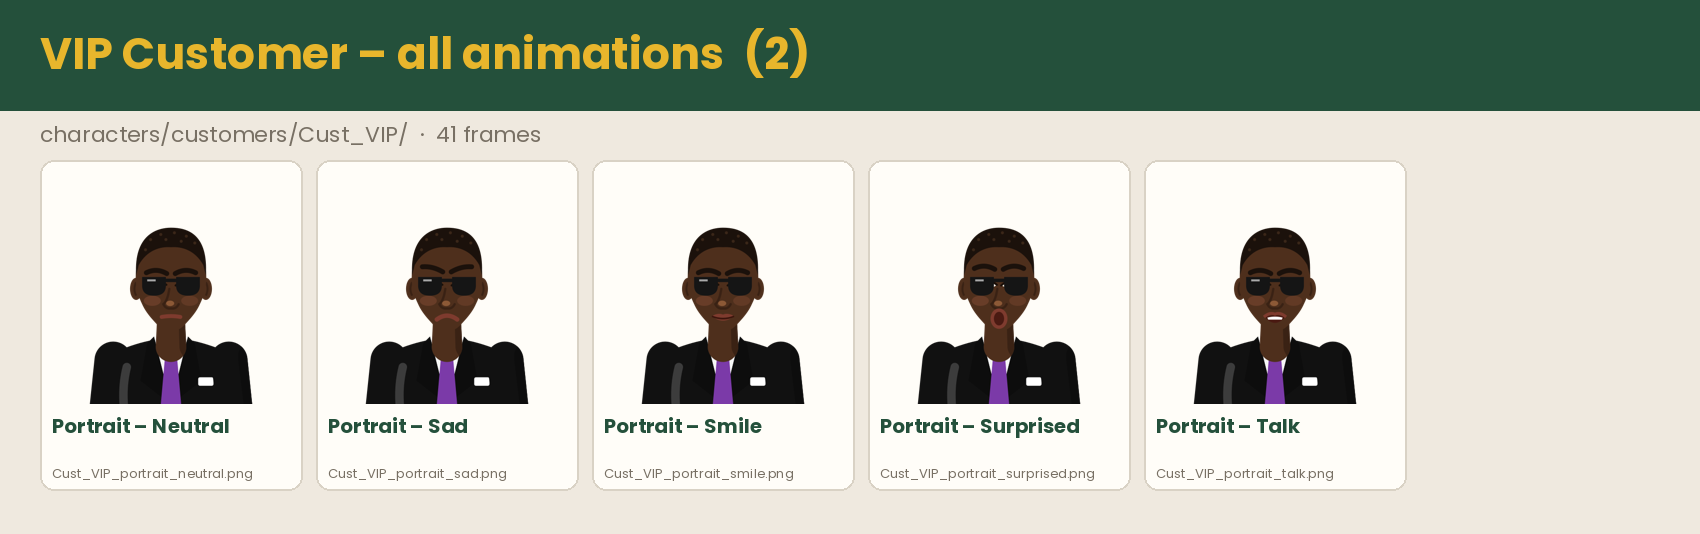 VIP Customer – all animations (2)
characters/customers/Cust_VIP/ · 41 frames
Portrait – Neutral
Cust_VIP_portrait_neutral.png
Portrait – Sad
Cust_VIP_portrait_sad.png
Portrait – Smile
Cust_VIP_portrait_smile.png
Portrait – Surprised
Cust_VIP_portrait_surprised.png
Portrait – Talk
Cust_VIP_portrait_talk.png